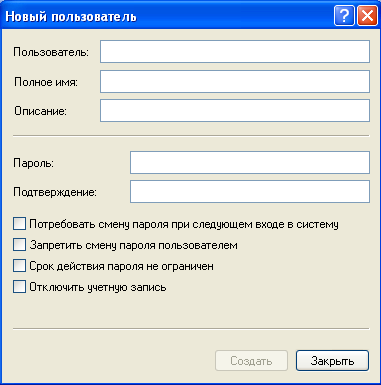 Новый пользователь
Пользователь:
Полное имя:
Описание:
Пароль:
Подтверждение:
Потребовать смену пароля при следующем входе в систему
Запретить смену пароля пользователем
Срок действия пароля не ограничен
Отключить учетную запись
Создать Закрыть